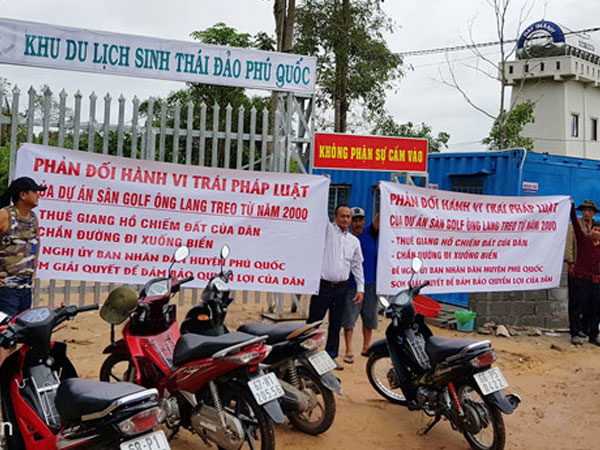 KHU DU LỊCH SINH THÁI ĐẢO PHÚ QUỐC
KHÔNG PHẬN SỰ CẤM VÀO
PHẢN ĐỐI HÀNH VI TRÁI PHÁP LUẬT
ỦA DỰ ÁN SÂN GOLF ÔNG LANG TREO TỪ NĂM 2000
THUÊ GIANG HỒ CHIẾM ĐẤT CỦA DÂN
CHẮN ĐƯỜNG ĐI XUỐNG BIỂN
NGHỊ ỦY BAN NHÂN DÂN HUYỆN PHÚ QUỐC
M GIẢI QUYẾT ĐỂ ĐẢM BẢO QUYỀN LỢI CỦA DÂN
PHẢN ĐỐI HÀNH VI TRÁI PHÁP LUẬT
CỦA DỰ ÁN SÂN GOLF ÔNG LANG TREO TỪ NĂM 2000
- THUÊ GIANG HỒ CHIẾM ĐẤT CỦA DÂN
- CHẮN ĐƯỜNG ĐI XUỐNG BIỂN
ĐỀ NGHỊ ỦY BAN NHÂN DÂN HUYỆN PHÚ QUỐC
SỚM GIẢI QUYẾT ĐỂ ĐẢM BẢO QUYỀN LỢI CỦA DÂN
68-P1